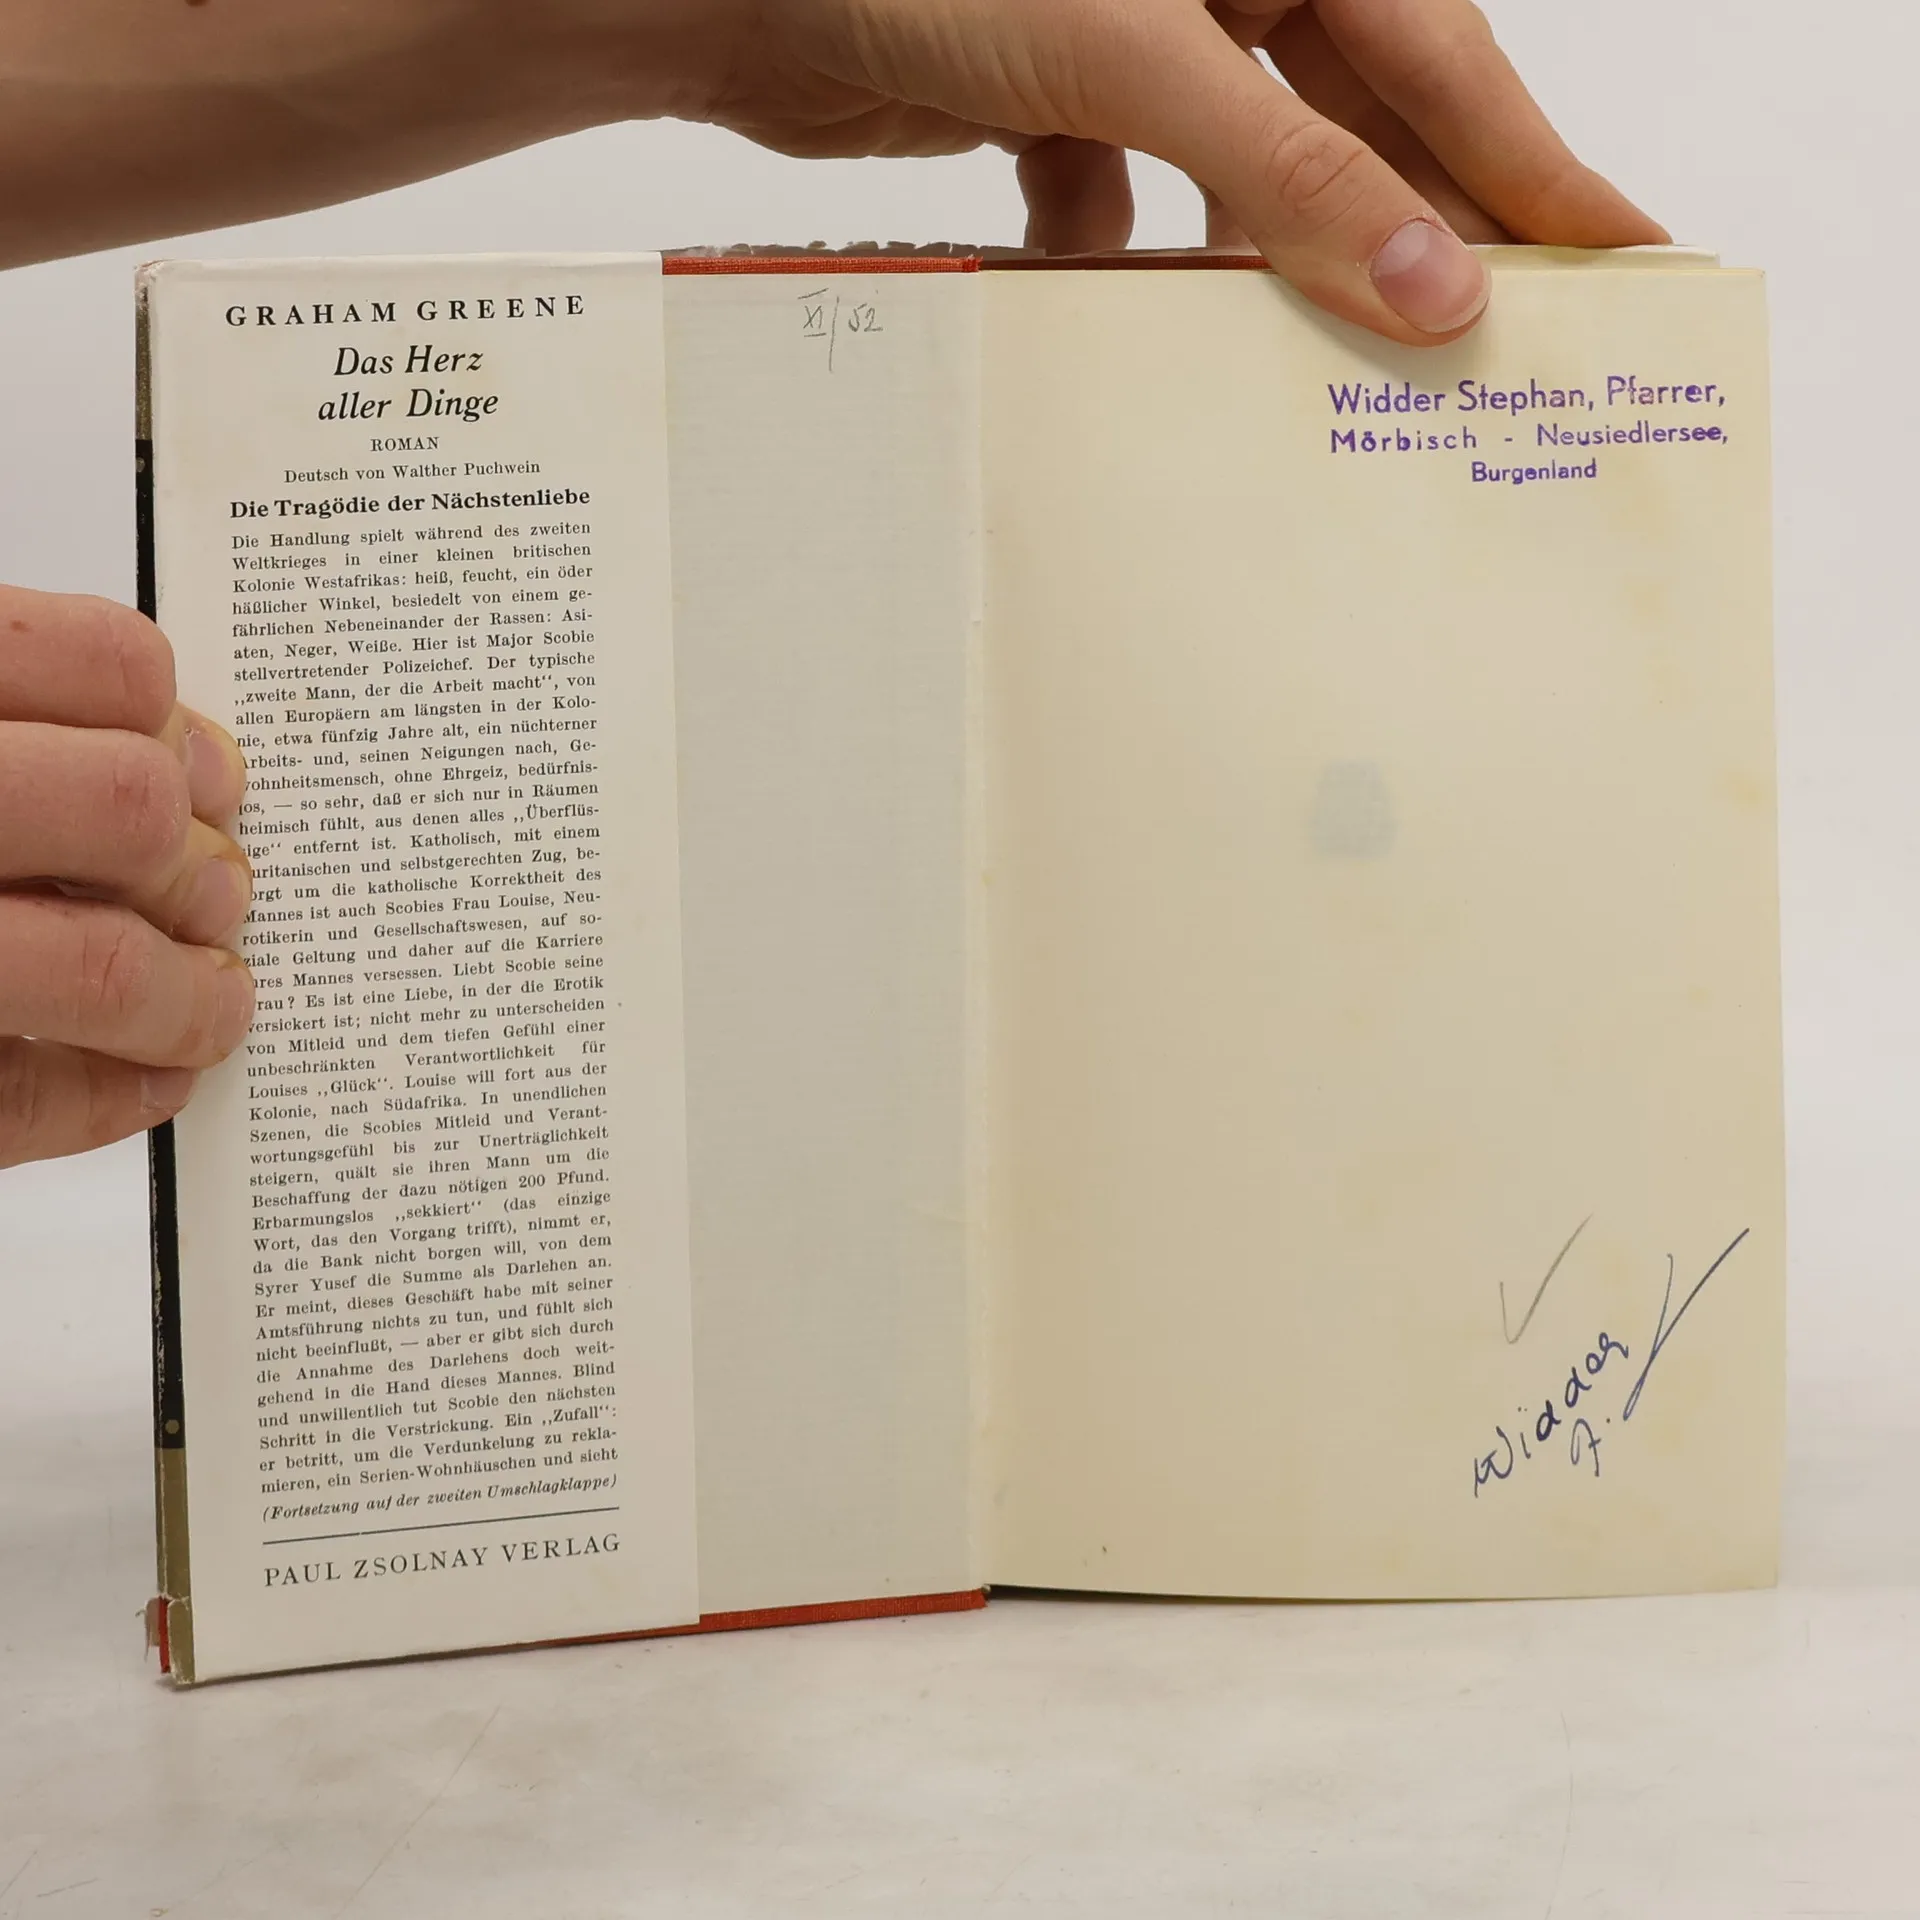 GRAHAM GREENE
Das Herz
aller Dinge
ROMAN
Deutsch von Walther Puchwein
Die Tragödie der Nächstenliebe
Die Handlung spielt während des zweiten
Weltkrieges in einer kleinen britischen
Kolonie Westafrikas: heiß, feucht, ein öder
häßlicher Winkel, besiedelt von einem ge-
fährlichen Nebeneinander der Rassen: Asi-
aten, Neger, Weiße. Hier ist Major Scobie
stellvertretender Polizeichef. Der typische
„zweite Mann, der die Arbeit macht“, von
allen Europäern am längsten in der Kolo-
nie, etwa fünfzig Jahre alt, ein nüchterner
rbeits- und, seinen Neigungen nach, Ge-
ohnheitsmensch, ohne Ehrgeiz, bedürfnis-
los, — so sehr, daß er sich nur in Räumen
heimisch fühlt, aus denen alles „Überflüs-
ige“ entfernt ist. Katholisch, mit einem
uritanischen und selbstgerechten Zug, be-
orgt um die katholische Korrektheit des
Mannes ist auch Scobies Frau Louise, Neu-
rotikerin und Gesellschaftswesen, auf so-
ziale Geltung und daher auf die Karriere
hres Mannes versessen. Liebt Scobie seine
rau? Es ist eine Liebe, in der die Erotik
versickert ist; nicht mehr zu unterscheiden
von Mitleid und dem tiefen Gefühl einer
unbeschränkten Verantwortlichkeit für
Louises „Glück“. Louise will fort aus der
Kolonie, nach Südafrika. In unendlichen
Szenen, die Scobies Mitleid und Verant-
wortungsgefühl bis zur Unerträglichkeit
steigern, quält sie ihren Mann um die
Beschaffung der dazu nötigen 200 Pfund.
Erbarmungslos „sekkiert“ (das einzige
Wort, das den Vorgang trifft), nimmt er,
da die Bank nicht borgen will, von dem
Syrer Yusef die Summe als Darlehen an.
Er meint, dieses Geschäft habe mit seiner
Amtsführung nichts zu tun, und fühlt sich
nicht beeinflußt, — aber er gibt sich durch
die Annahme des Darlehens doch weit-
gehend in die Hand dieses Mannes. Blind
und unwillentlich tut Scobie den nächsten
Schritt in die Verstrickung. Ein „Zufall“:
er betritt, um die Verdunkelung zu rekla-
mieren, ein Serien-Wohnhäuschen und sieht
(Fortsetzung auf der zweiten Umschlagklappe)
PAUL ZSOLNAY VERLAG
XI/52
Widder Stephan, Pfarrer,
Mörbisch - Neusiedlersee,
Burgenland
Widder